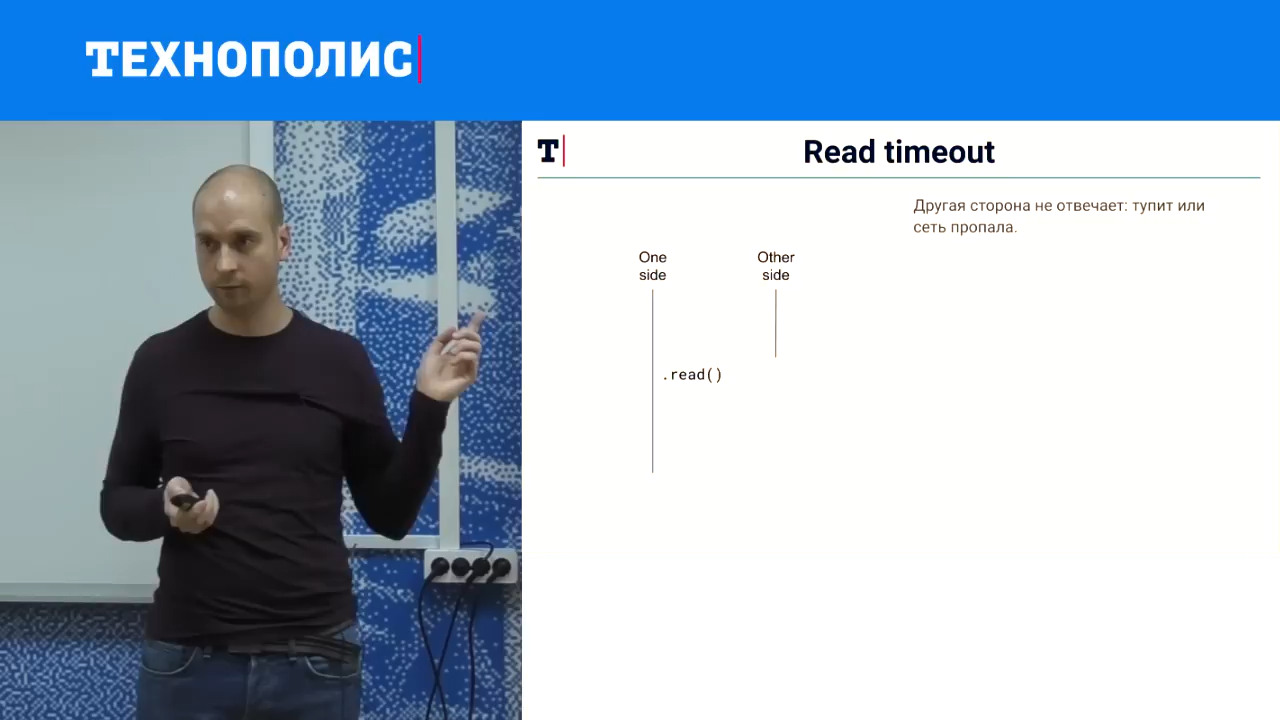 ТЕХНОПОЛИС
T
Read timeout
Другая сторона не отвечает: тупит или
сеть пропала.
One
side
Other
side
.read()